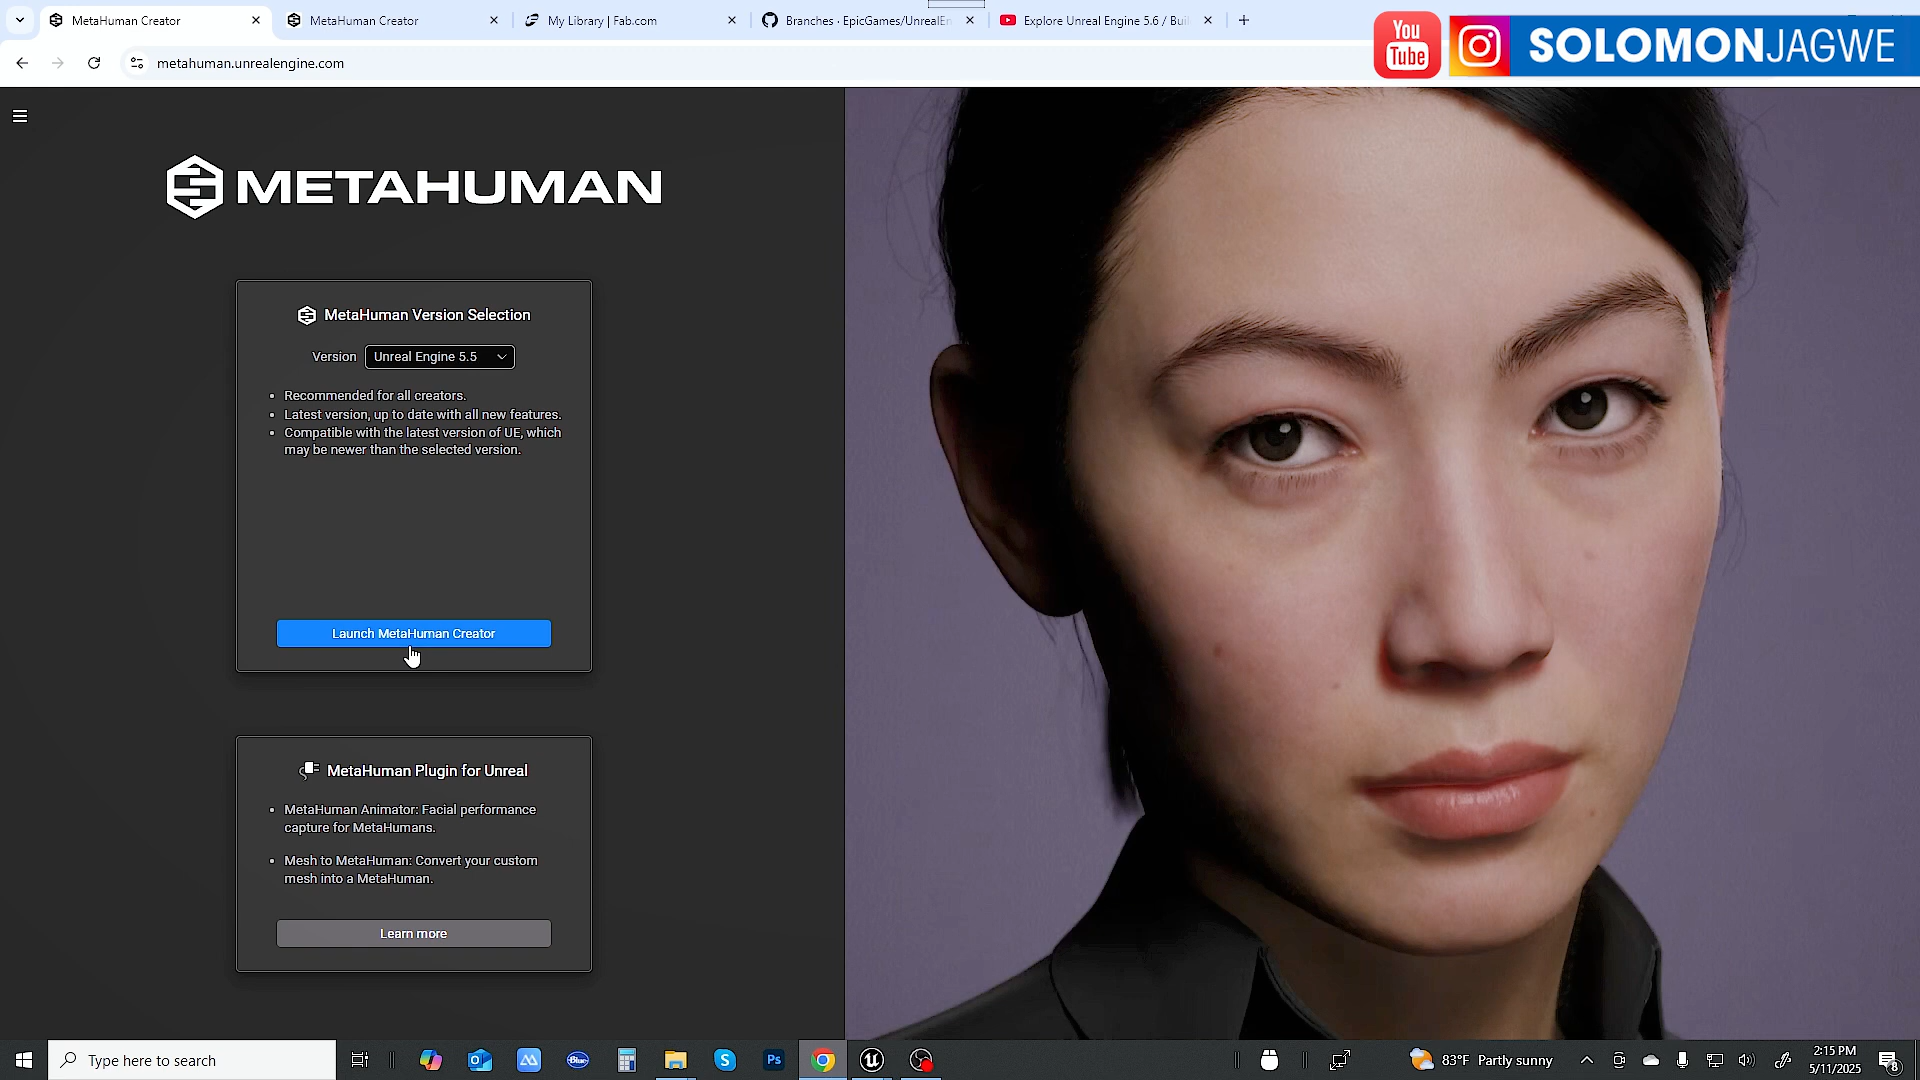 MetaHuman Creator
MetaHuman Creator
My Library | Fab.com
Branches · EpicGames/UnrealEn
Explore Unreal Engine 5.6 / Bui
You
Tube
SOLOMONJAGWE
metahuman.unrealengine.com
METAHUMAN
MetaHuman Version Selection
Version Unreal Engine 5.5
• Recommended for all creators.
• Latest version, up to date with all new features.
• Compatible with the latest version of UE, which
may be newer than the selected version.
Launch MetaHuman Creator
MetaHuman Plugin for Unreal
• MetaHuman Animator: Facial performance
capture for MetaHumans.
• Mesh to MetaHuman: Convert your custom
mesh into a MetaHuman.
Learn more
Type here to search
Blue
S
Ps
83°F Partly sunny
2:15 PM
5/11/2025
8